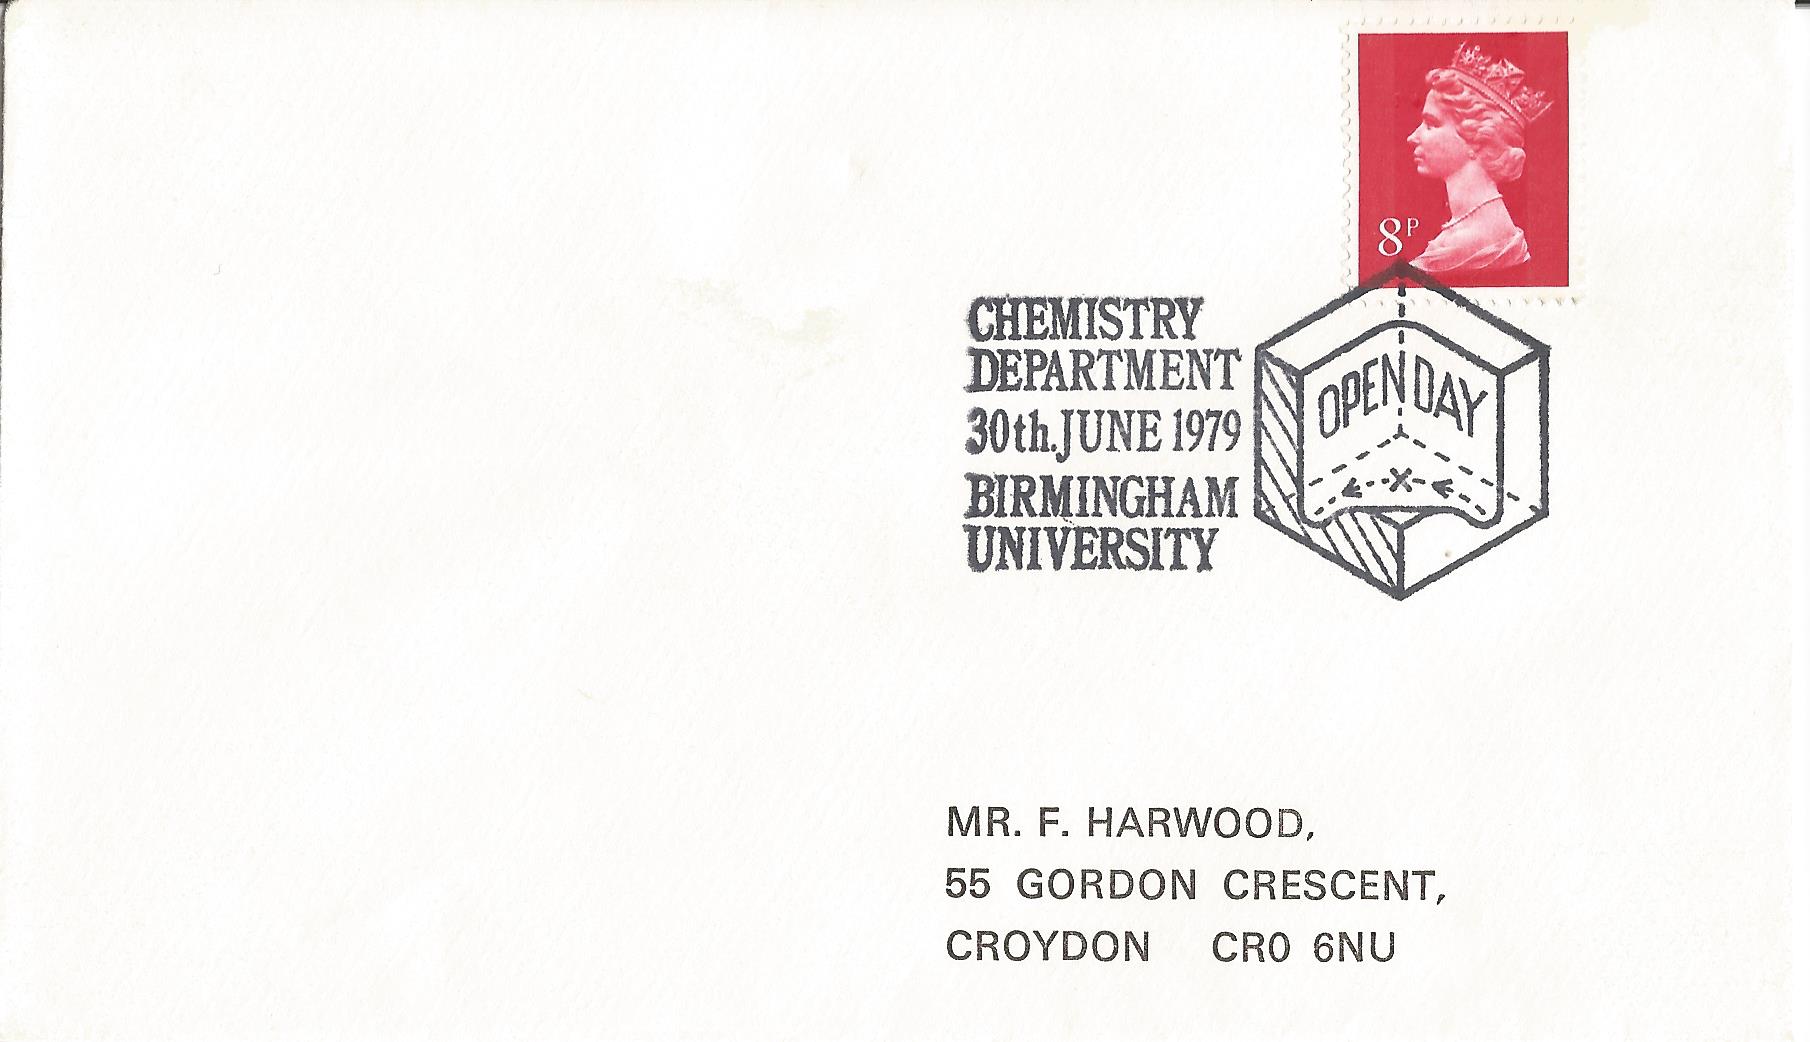 8P
CHEMISTRY
DEPARTMENT
30th.JUNE 1979
BIRMINGHAM
UNIVERSITY
OPEN DAY
X
MR. F. HARWOOD,
55 GORDON CRESCENT,
CROYDON CR0 6NU